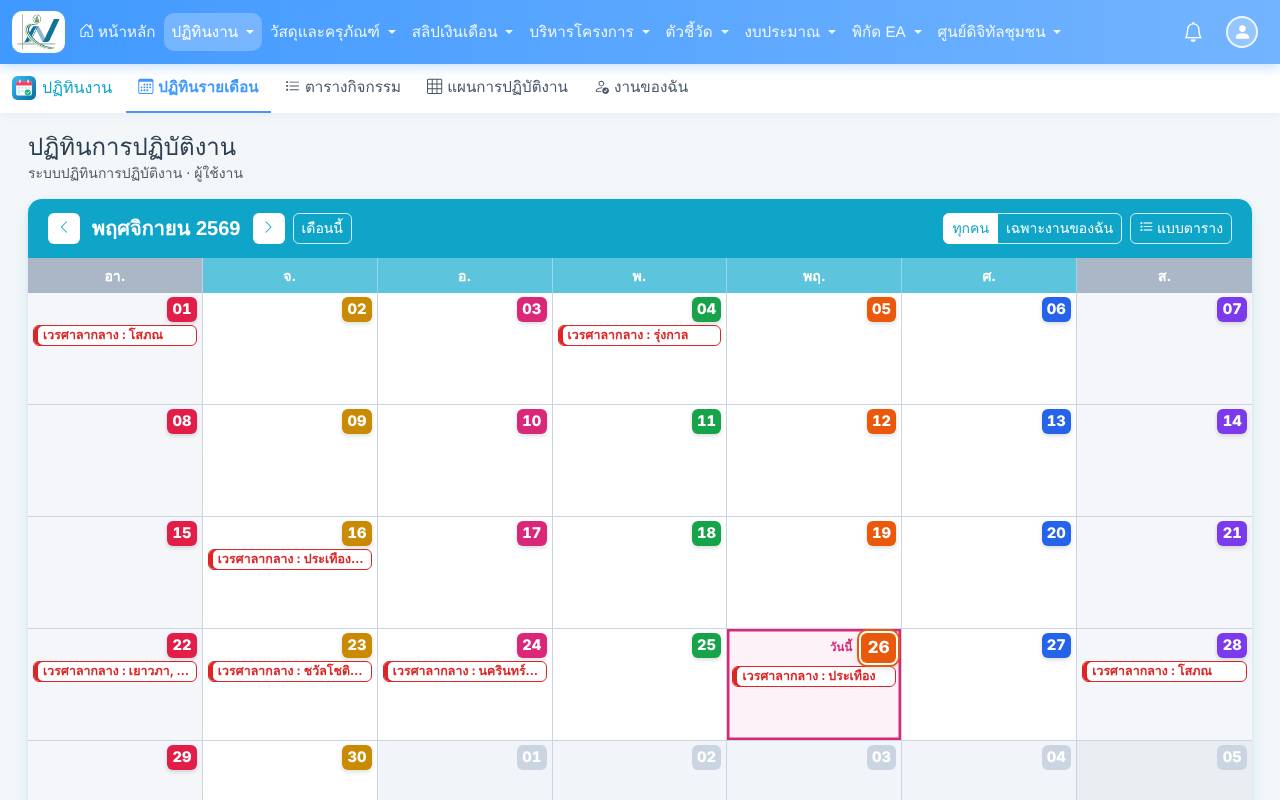 หน้าหลัก ปฏิทินงาน วัสดุและครุภัณฑ์ สลิปเงินเดือน บริหารโครงการ ตัวชี้วัด งบประมาณ พิกัด EA ศูนย์ดิจิทัลชุมชน
ปฏิทินงาน ปฏิทินรายเดือน ตารางกิจกรรม แผนการปฏิบัติงาน งานของฉัน
ปฏิทินการปฏิบัติงาน
ระบบปฏิทินการปฏิบัติงาน · ผู้ใช้งาน
พฤศจิกายน 2569 เดือนนี้ ทุกคน เฉพาะงานของฉัน แบบตาราง
อา. จ. อ. พ. พฤ. ศ. ส.
01 02 03 04 05 06 07
เวรศาลากลาง : โสภณ เวรศาลากลาง : รุ่งกาล
08 09 10 11 12 13 14
15 16 17 18 19 20 21
เวรศาลากลาง : ประเทือง...
22 23 24 25 วันนี้ 26 27 28
เวรศาลากลาง : เยาวภา, ... เวรศาลากลาง : ชวัลโชติ... เวรศาลากลาง : นครินทร์... เวรศาลากลาง : ประเทือง เวรศาลากลาง : โสภณ
29 30 01 02 03 04 05